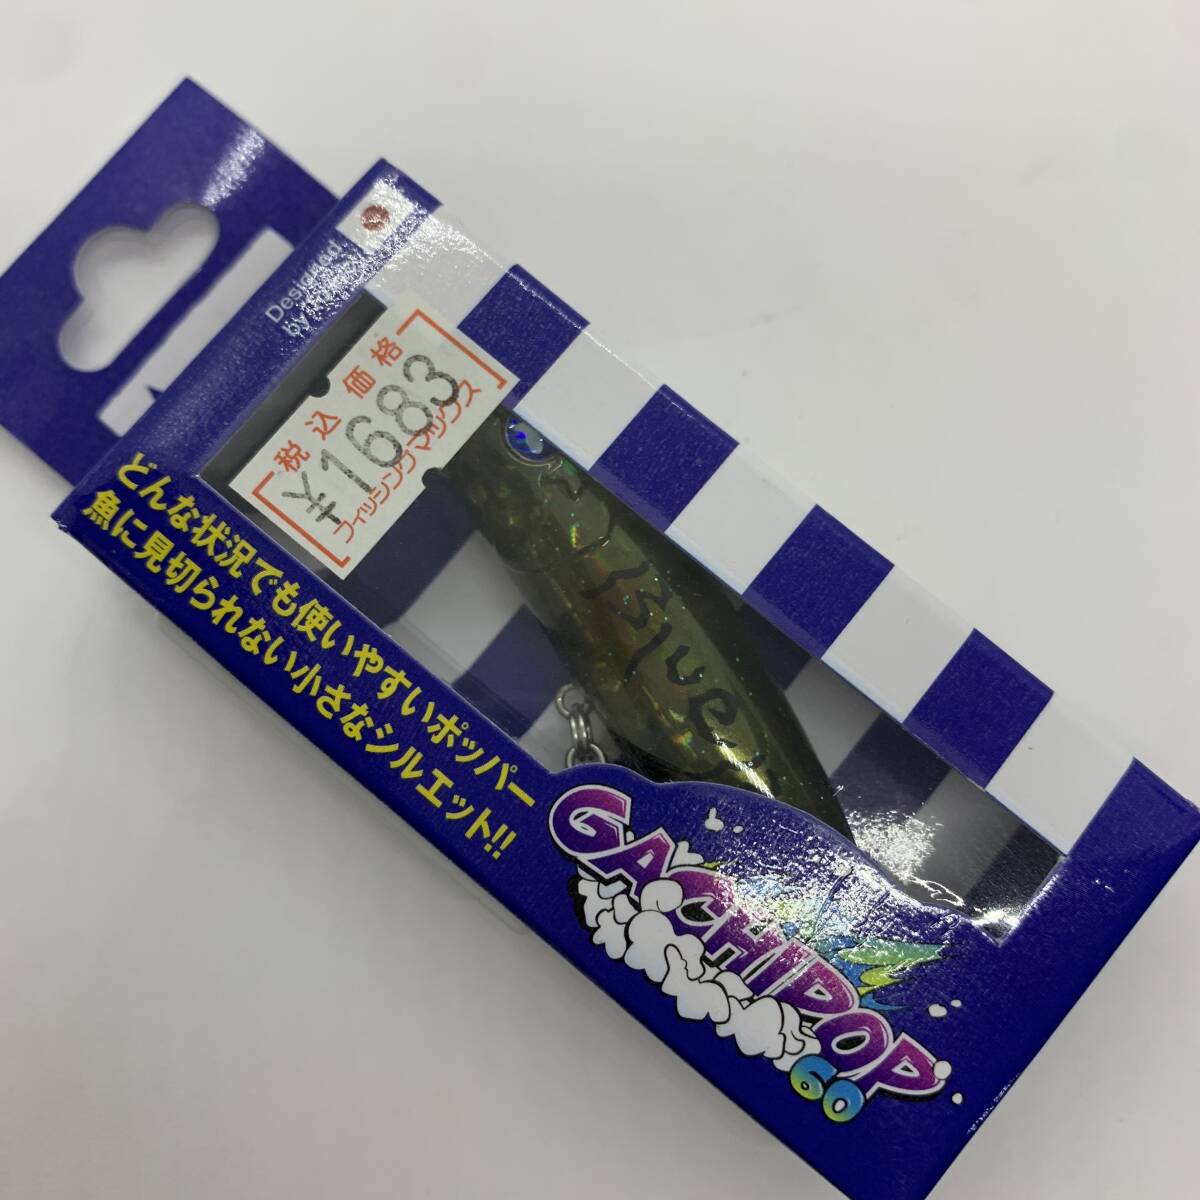 Designed
税込価格
¥1683
フィッシングマックス
Blue
どんな状況でも使いやすいポッパー
魚に見切られない小さなシルエット!!
GACHIPOP
60